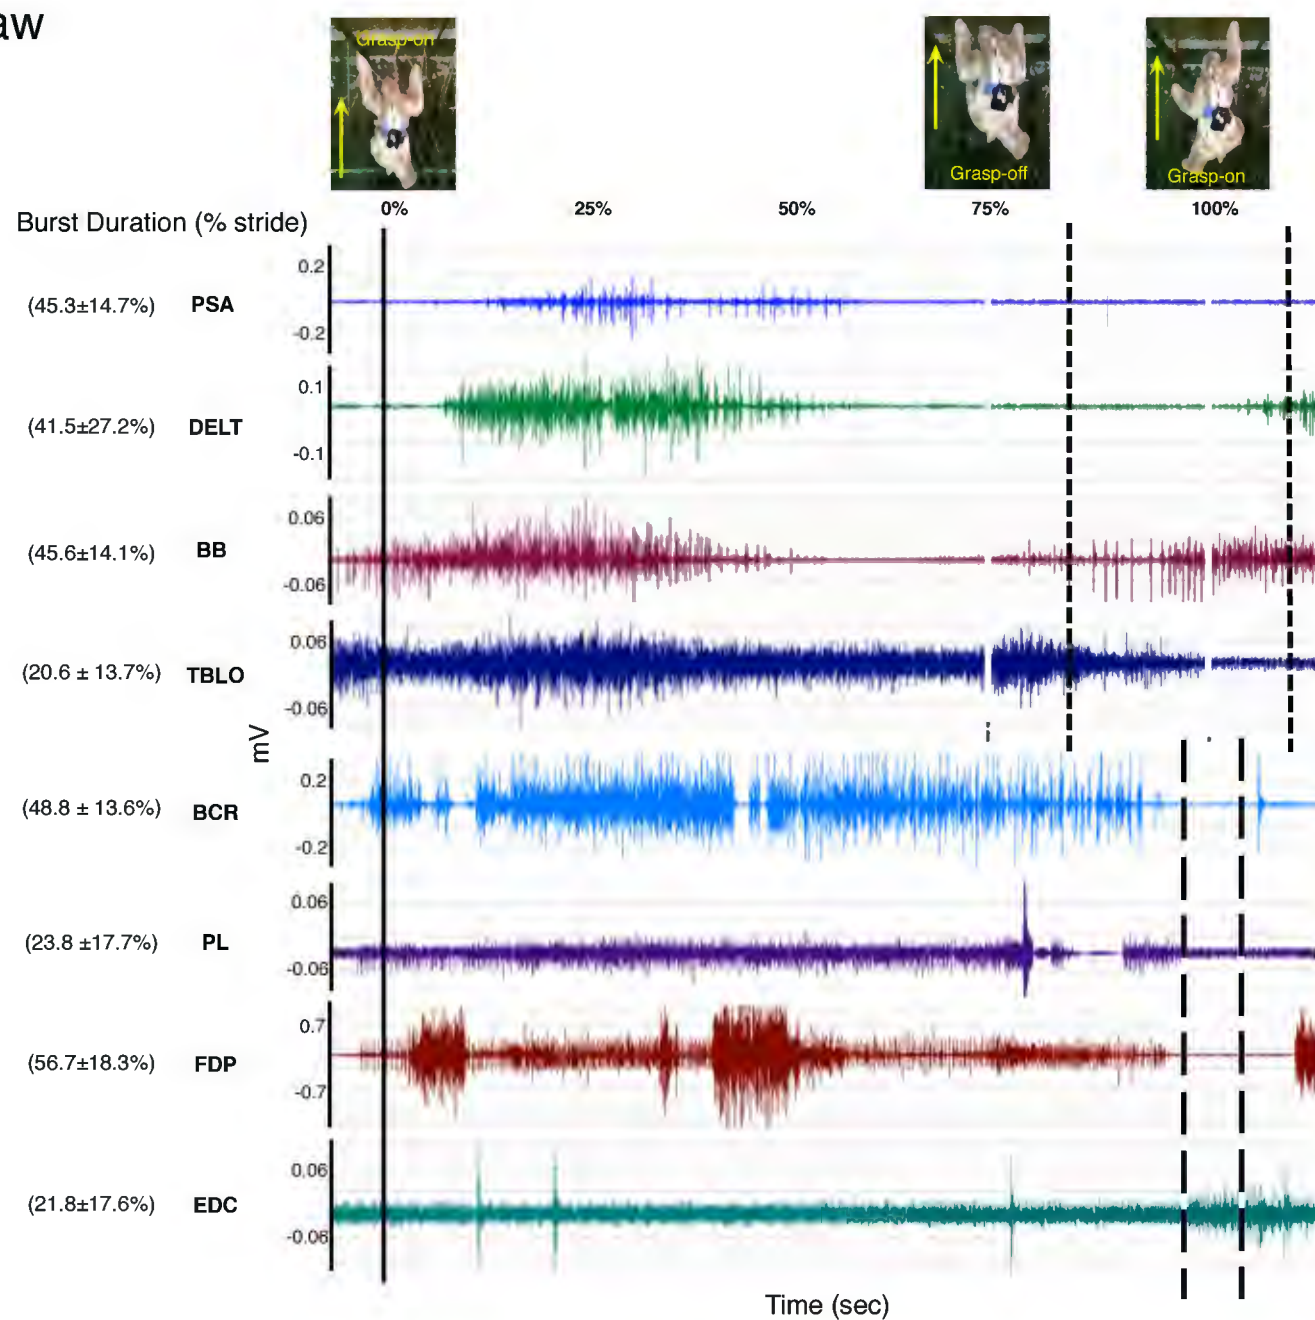 aw
Grasp-on
Grasp-off
Grasp-on
Burst Duration (% stride)
0% 25% 50% 75% 100%
0.2
(45.3±14.7%) PSA
-0.2
0.1
(41.5±27.2%) DELT
-0.1
0.06
(45.6±14.1%) BB
-0.06
0.06
(20.6 ± 13.7%) TBLO
-0.06
mV
0.2
(48.8 ± 13.6%) BCR
-0.2
0.06
(23.8 ±17.7%) PL
-0.06
0.7
(56.7±18.3%) FDP
-0.7
0.06
(21.8±17.6%) EDC
-0.06
Time (sec)